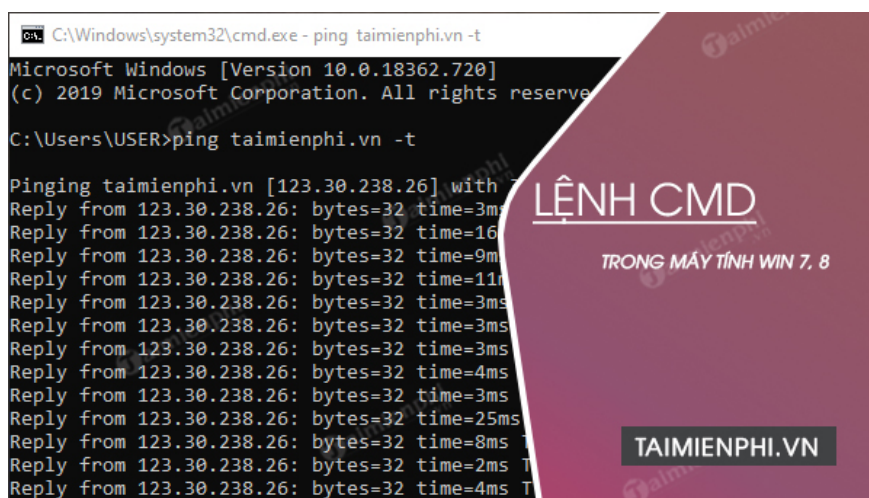 C:\Windows\system32\cmd.exe - ping taimienphi.vn -t
Microsoft Windows [Version 10.0.18362.720]
(c) 2019 Microsoft Corporation. All rights reserve
C:\Users\USER>ping taimienphi.vn -t
Pinging taimienphi.vn [123.30.238.26] with
Reply from 123.30.238.26: bytes=32 time=3ms
Reply from 123.30.238.26: bytes=32 time=16
Reply from 123.30.238.26: bytes=32 time=9m
Reply from 123.30.238.26: bytes=32 time=11m
Reply from 123.30.238.26: bytes=32 time=3ms
Reply from 123.30.238.26: bytes=32 time=3ms
Reply from 123.30.238.26: bytes=32 time=3ms
Reply from 123.30.238.26: bytes=32 time=4ms
Reply from 123.30.238.26: bytes=32 time=3ms
Reply from 123.30.238.26: bytes=32 time=25ms
Reply from 123.30.238.26: bytes=32 time=8ms T
Reply from 123.30.238.26: bytes=32 time=2ms T
Reply from 123.30.238.26: bytes=32 time=4ms T
LỆNH CMD
TRONG MÁY TÍNH WIN 7, 8
TAIMIENPHI.VN